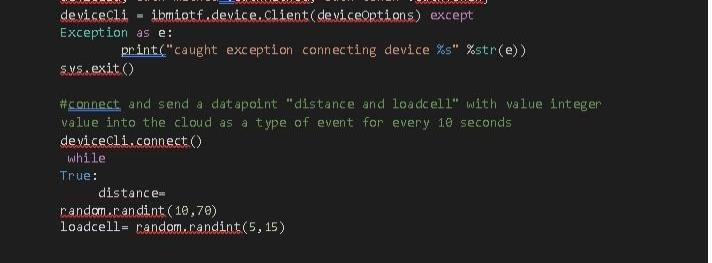 deviceCli = ibmiotf.device.Client(deviceOptions) except
Exception as e:
print("caught exception connecting device %s" %str(e))
sys.exit()
#connect and send a datapoint "distance and loadcell" with value integer
value into the cloud as a type of event for every 10 seconds
deviceCli.connect()
while
True:
distance=
random.randint(10,70)
loadcell= random.randint(5,15)